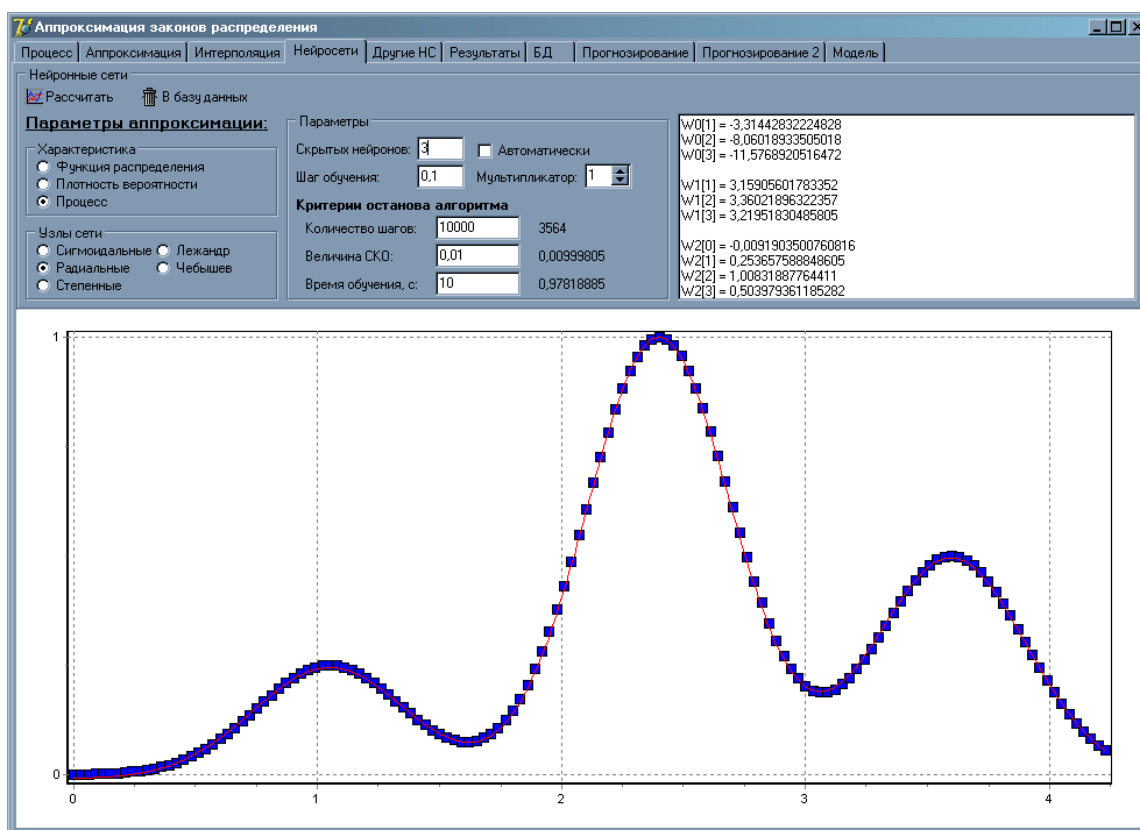 Аппроксимация законов распределения
Процесс Аппроксимация Интерполяция Нейросети Другие НС Результаты БД Прогнозирование Прогнозирование 2 Модель
Нейронные сети
Рассчитать В базу данных
Параметры аппроксимации:
Характеристика
Функция распределения
Плотность вероятности
Процесс
Узлы сети
Сигмоидальные Лежандр
Радиальные Чебышев
Степенные
Параметры
Скрытых нейронов: 3 Автоматически
Шаг обучения: 0,1 Мультипликатор: 1
Критерии останова алгоритма
Количество шагов: 10000 3564
Величина СКО: 0,01 0,00999805
Время обучения, с: 10 0,97818885
W0[1] = -3,31442832224828
W0[2] = -8,06018933505018
W0[3] = -11,5768920516472
W1[1] = 3,15905601783352
W1[2] = 3,36021896322357
W1[3] = 3,21951830485805
W2[0] = -0,0091903500760816
W2[1] = 0,253657588848605
W2[2] = 1,00831887764411
W2[3] = 0,503979361185282
1
0
0 1 2 3 4